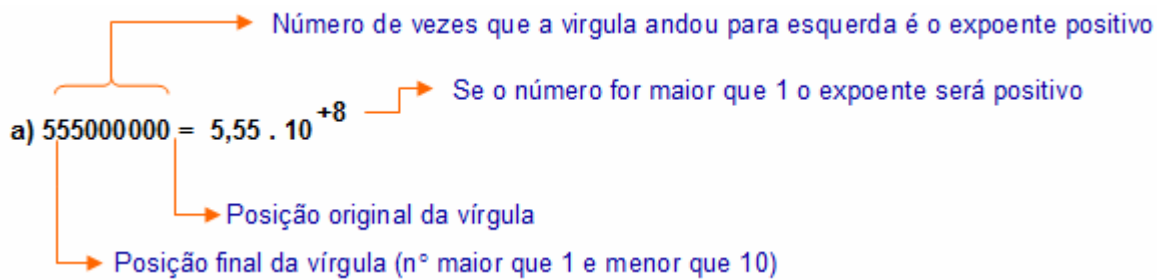 Número de vezes que a virgula andou para esquerda é o expoente positivo
Se o número for maior que 1 o expoente será positivo
a) 555000000 = 5,55 . 10 +8
Posição original da vírgula
Posição final da vírgula (n° maior que 1 e menor que 10)